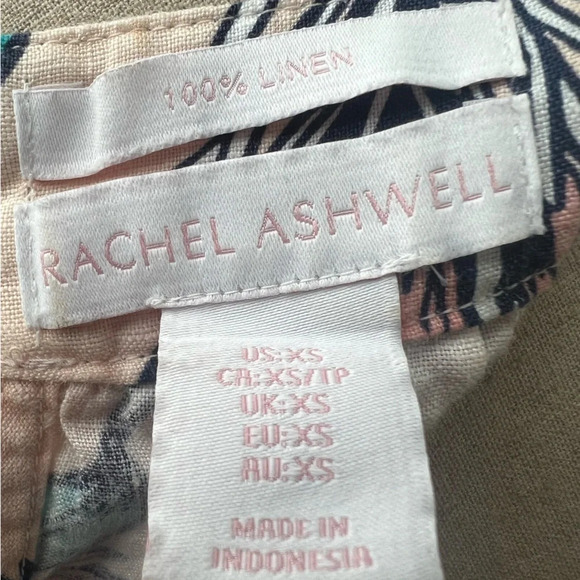 100% LINEN
RACHEL ASHWELL
US:XS
CA:XS/TP
UK:XS
EU:XS
AU:XS
MADE IN
INDONESIA